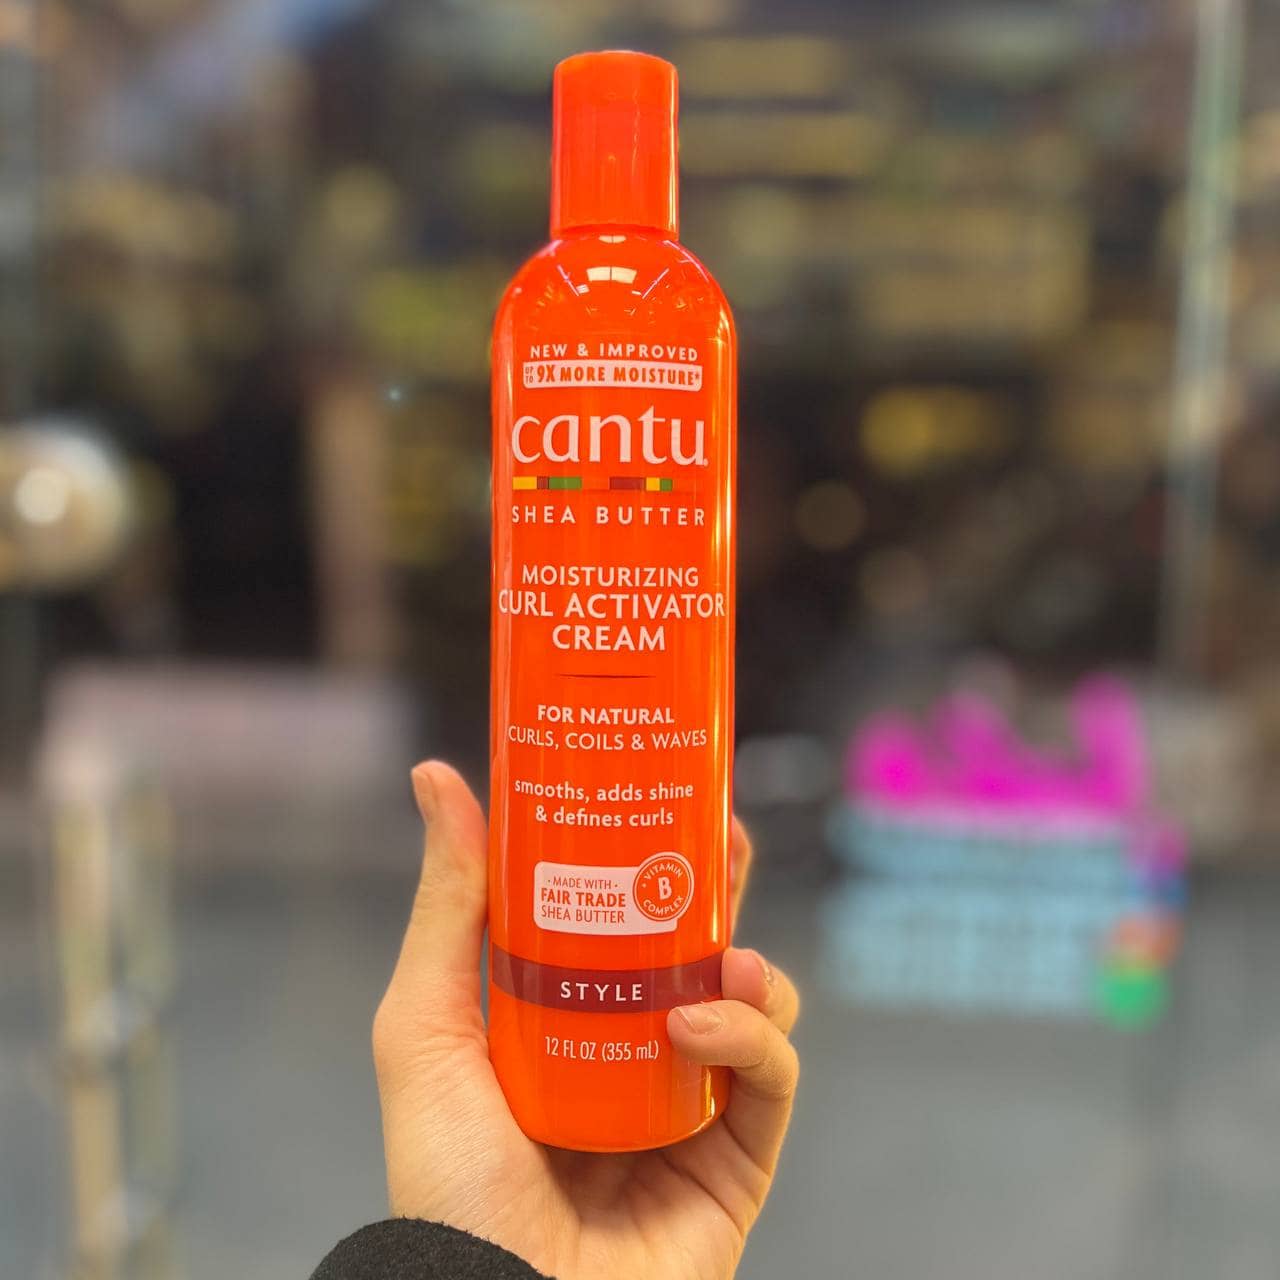 NEW & IMPROVED
UP TO 9X MORE MOISTURE*
cantu
SHEA BUTTER
MOISTURIZING
CURL ACTIVATOR
CREAM
FOR NATURAL
CURLS, COILS & WAVES
smooths, adds shine
& defines curls
• MADE WITH •
FAIR TRADE
SHEA BUTTER
• VITAMIN •
B
COMPLEX
STYLE
12 FL OZ (355 mL)